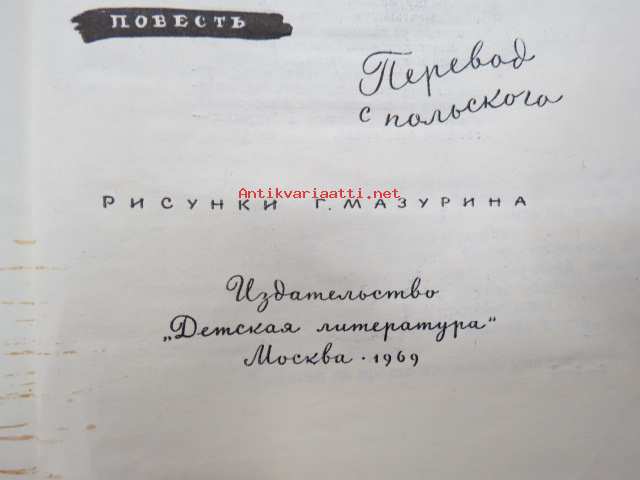 ПОВЕСТЬ
Перевод
с польского
Antikvariaatti.net
РИСУНКИ Г. МАЗУРИНА
Издательство
„Детская литература“
Москва · 1969